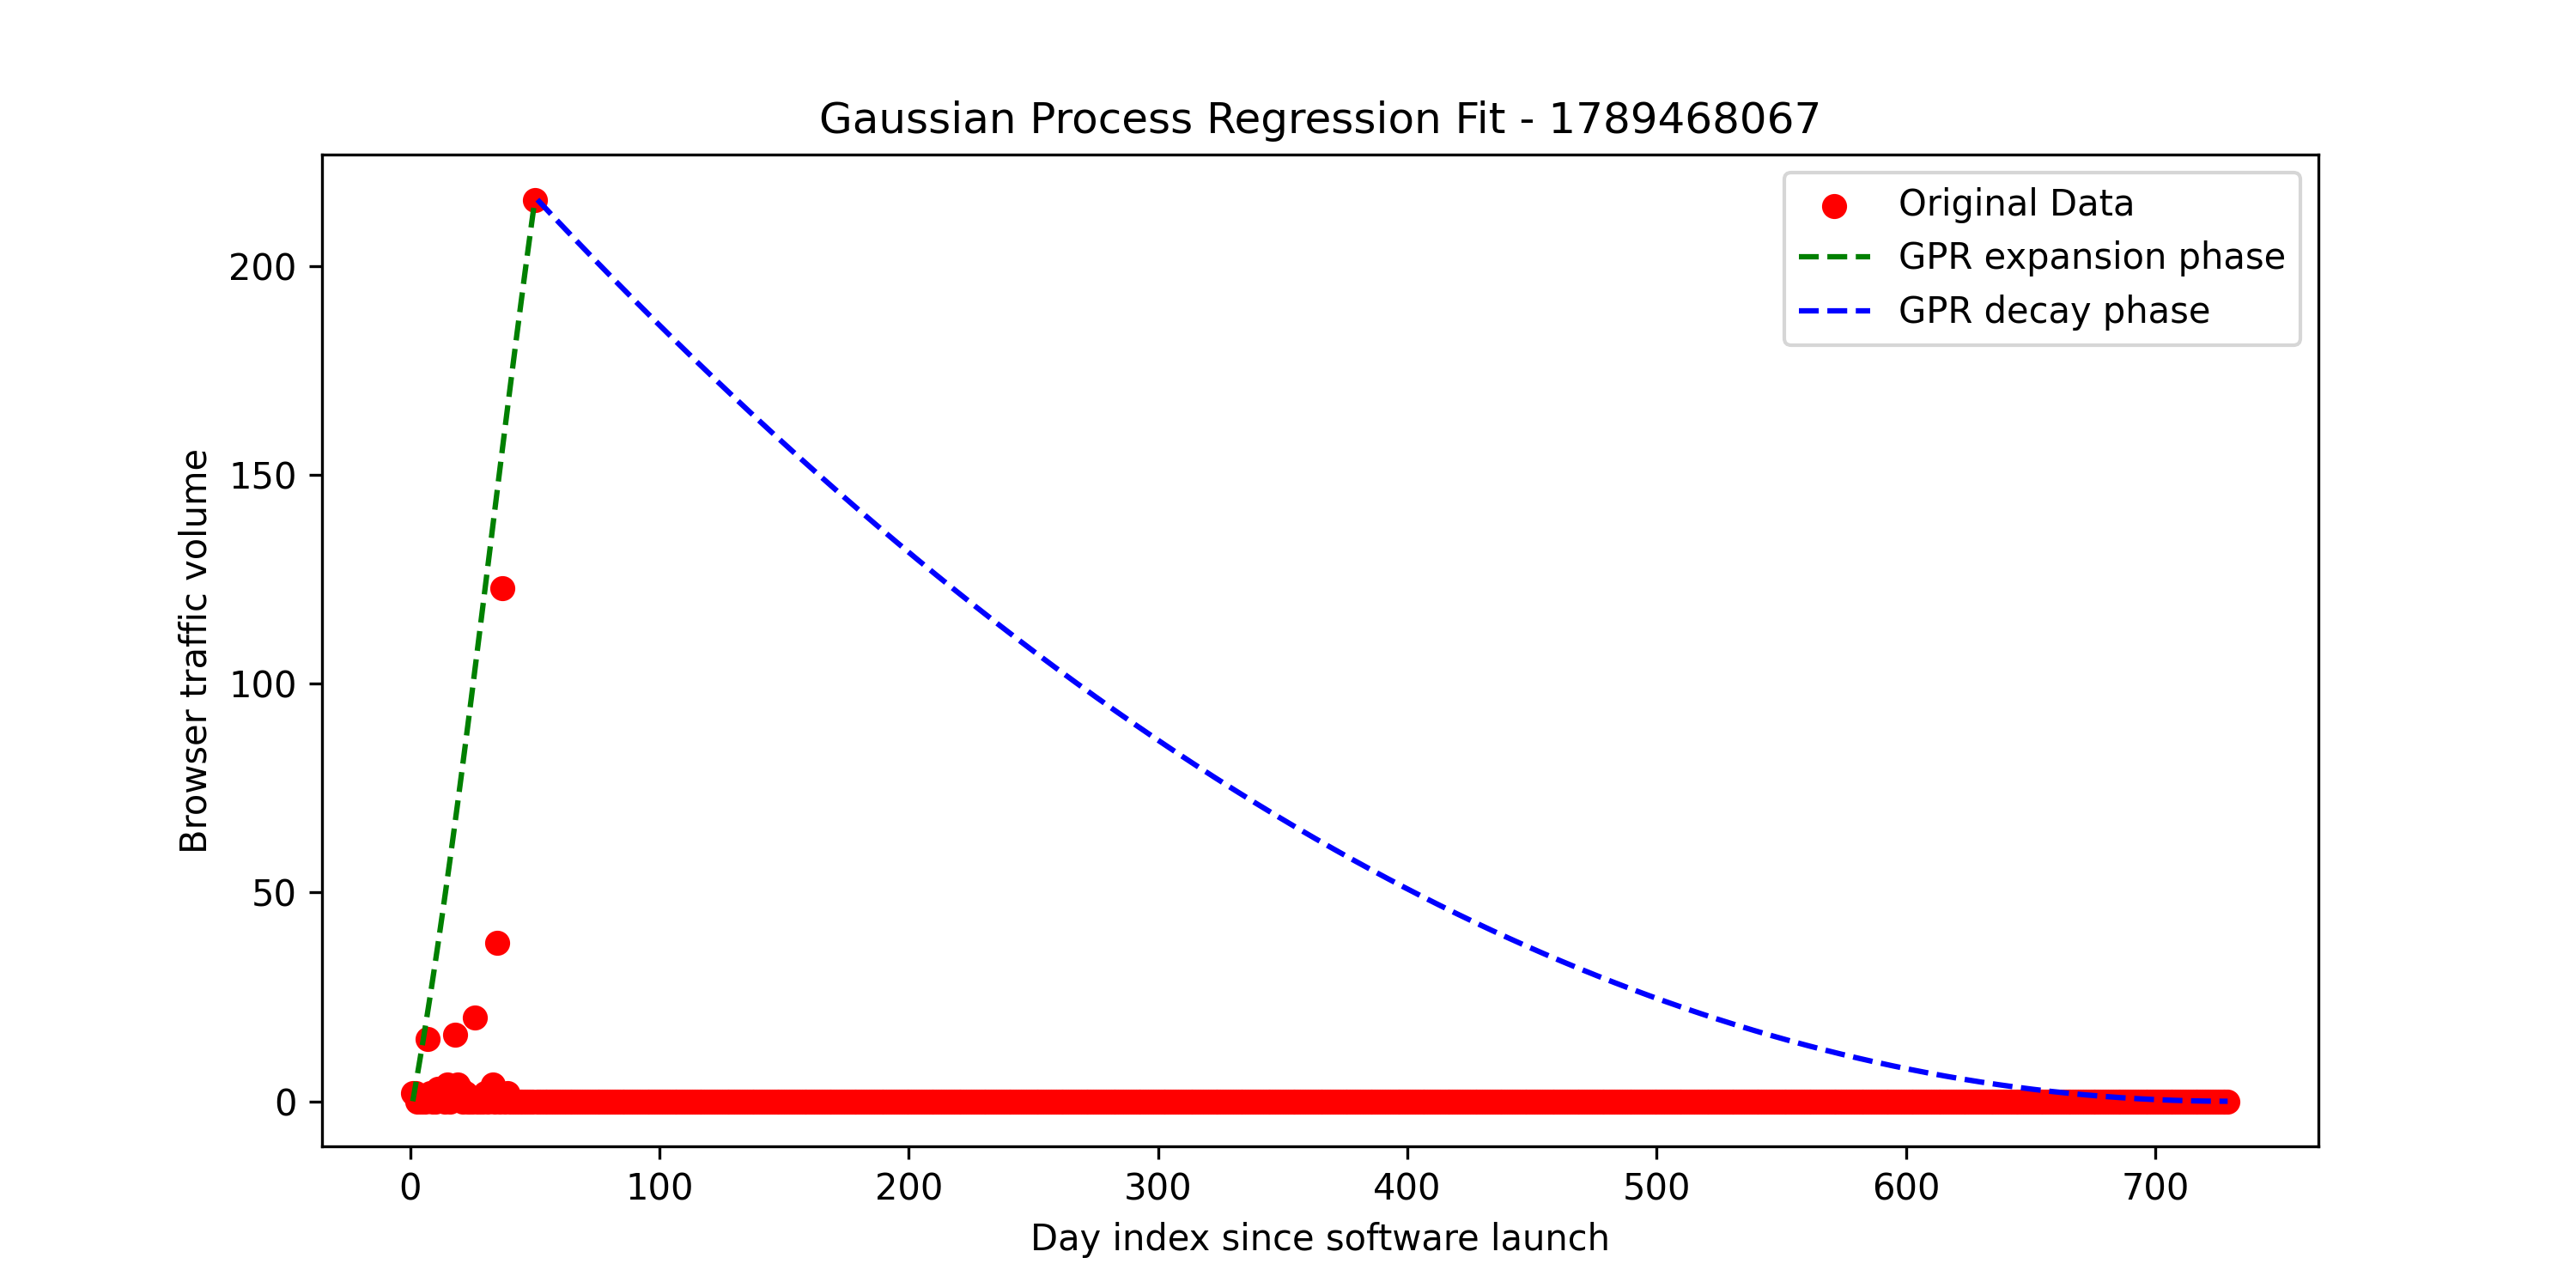 Gaussian Process Regression Fit - 1789468067
Original Data
GPR expansion phase
GPR decay phase
Browser traffic volume
200
150
100
50
0
0 100 200 300 400 500 600 700
Day index since software launch